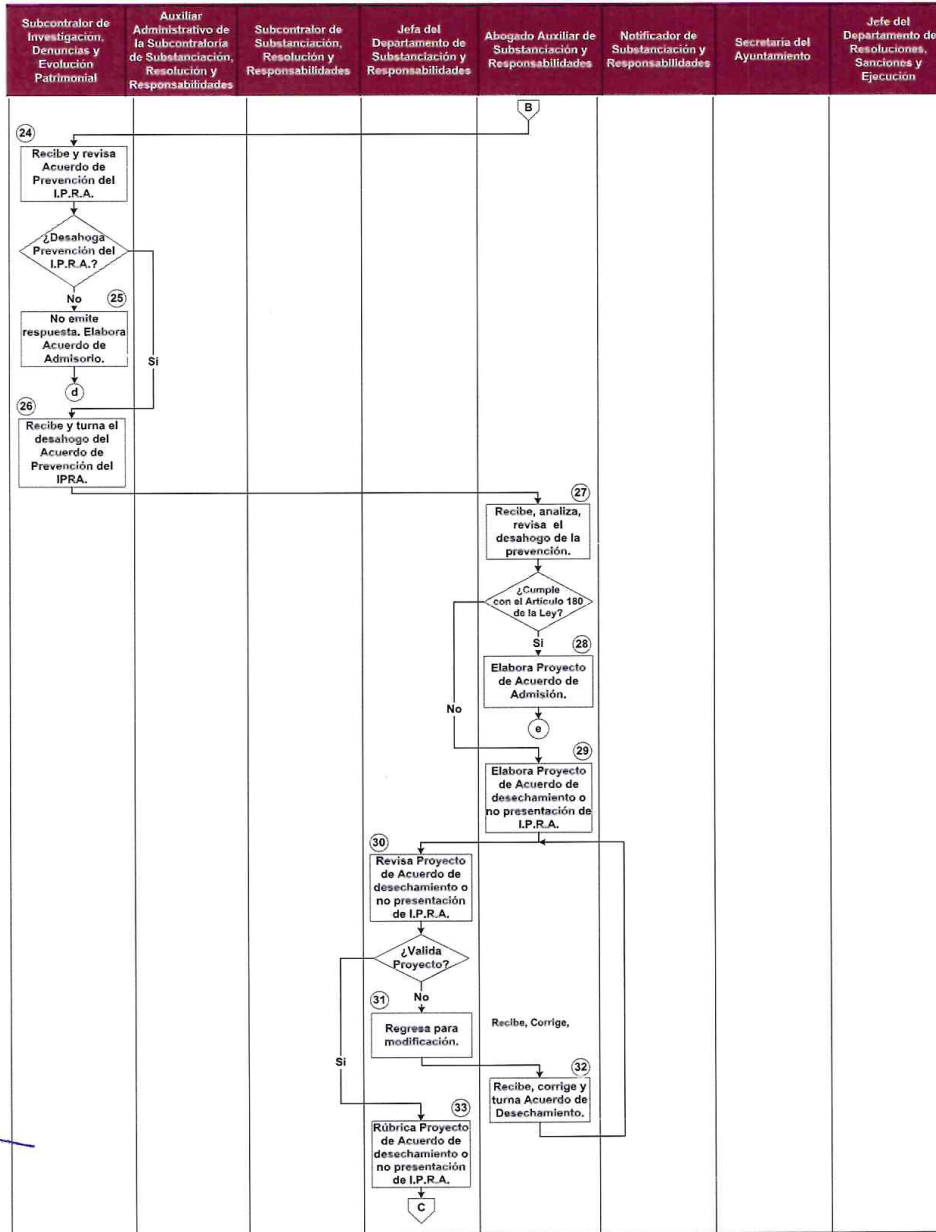 Subcontralor de
Investigación,
Denuncias y
Evolución
Patrimonial
Auxiliar
Administrativo de
la Subcontraloría
de Substanciación,
Resolución y
Responsabilidades
Subcontralor de
Substanciación,
Resolución y
Responsabilidades
Jefa del
Departamento de
Substanciación y
Responsabilidades
Abogado Auxiliar de
Substanciación y
Responsabilidades
Notificador de
Substanciación y
Responsabilidades
Secretaria del
Ayuntamiento
Jefe del
Departamento de
Resoluciones,
Sanciones y
Ejecución
B
24
Recibe y revisa
Acuerdo de
Prevención del
I.P.R.A.
¿Desahoga
Prevención del
I.P.R.A.?
No
25
No emite
respuesta. Elabora
Acuerdo de
Admisorio.
Si
d
26
Recibe y turna el
desahogo del
Acuerdo de
Prevención del
IPRA.
27
Recibe, analiza,
revisa el
desahogo de la
prevención.
¿Cumple
con el Artículo 180
de la Ley?
Si
28
Elabora Proyecto
de Acuerdo de
Admisión.
No
e
29
Elabora Proyecto
de Acuerdo de
desechamiento o
no presentación de
I.P.R.A.
30
Revisa Proyecto
de Acuerdo de
desechamiento o
no presentación
de I.P.R.A.
¿Valida
Proyecto?
No
31
Regresa para
modificación.
Recibe, Corrige,
Si
32
Recibe, corrige y
turna Acuerdo de
Desechamiento.
33
Rúbrica Proyecto
de Acuerdo de
desechamiento o
no presentación
de I.P.R.A.
C